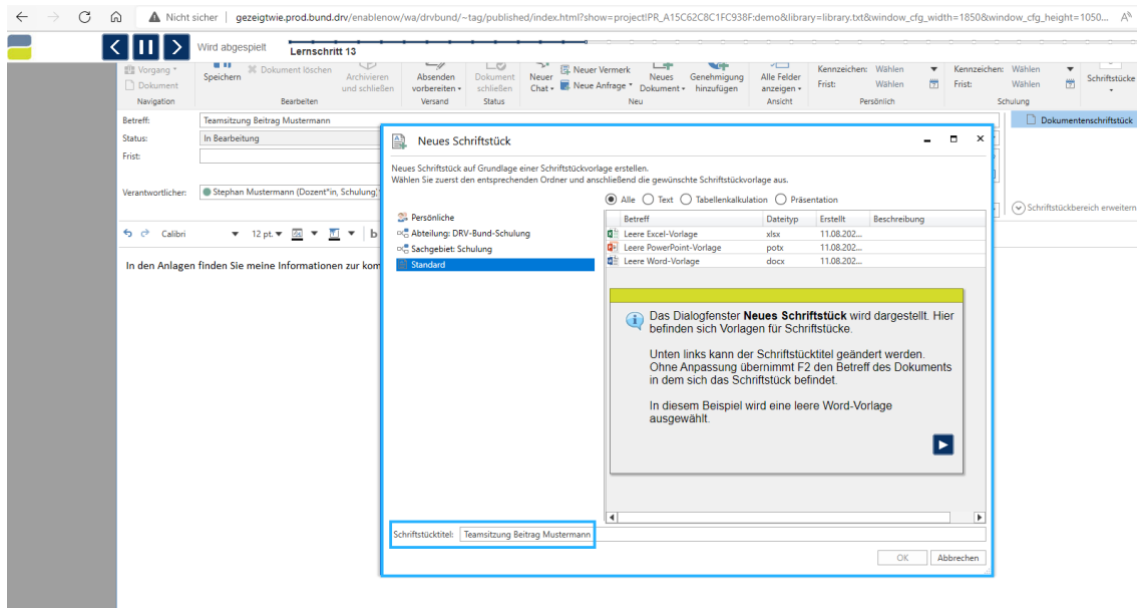 Nicht sicher | gezeigtwie.prod.bund.drv/enablenow/wa/drvbund/~tag/published/index.html?show=project!PR_A15C62C8C1FC938F:demo&library=library.txt&window_cfg_width=1850&window_cfg_height=1050...
Wird abgespielt
Lernschritt 13
Vorgang
Dokument
Navigation
Speichern
Dokument löschen
Archivieren
und schließen
Bearbeiten
Absenden
vorbereiten
Versand
Dokument
schließen
Status
Neuer
Chat
Neuer Vermerk
Neue Anfrage
Neues
Dokument
Genehmigung
hinzufügen
Neu
Alle Felder
anzeigen
Ansicht
Kennzeichen: Wählen
Frist: Wählen
Persönlich
Kennzeichen: Wählen
Frist: Wählen
Schulung
Schriftstücke
Betreff: Teamsitzung Beitrag Mustermann
Status: In Bearbeitung
Frist:
Verantwortlicher: Stephan Mustermann (Dozent*in, Schulung)
Dokumentenschriftstück
Schriftstückbereich erweitern
Calibri 12 pt. b
In den Anlagen finden Sie meine Informationen zur kom
Neues Schriftstück
Neues Schriftstück auf Grundlage einer Schriftstückvorlage erstellen.
Wählen Sie zuerst den entsprechenden Ordner und anschließend die gewünschte Schriftstückvorlage aus.
Alle Text Tabellenkalkulation Präsentation
Persönliche
Abteilung: DRV-Bund-Schulung
Sachgebiet: Schulung
Standard
Betreff Dateityp Erstellt Beschreibung
Leere Excel-Vorlage xlsx 11.08.202...
Leere PowerPoint-Vorlage potx 11.08.202...
Leere Word-Vorlage docx 11.08.202...
Das Dialogfenster Neues Schriftstück wird dargestellt. Hier
befinden sich Vorlagen für Schriftstücke.
Unten links kann der Schriftstücktitel geändert werden.
Ohne Anpassung übernimmt F2 den Betreff des Dokuments
in dem sich das Schriftstück befindet.
In diesem Beispiel wird eine leere Word-Vorlage
ausgewählt.
Schriftstücktitel: Teamsitzung Beitrag Mustermann
OK Abbrechen